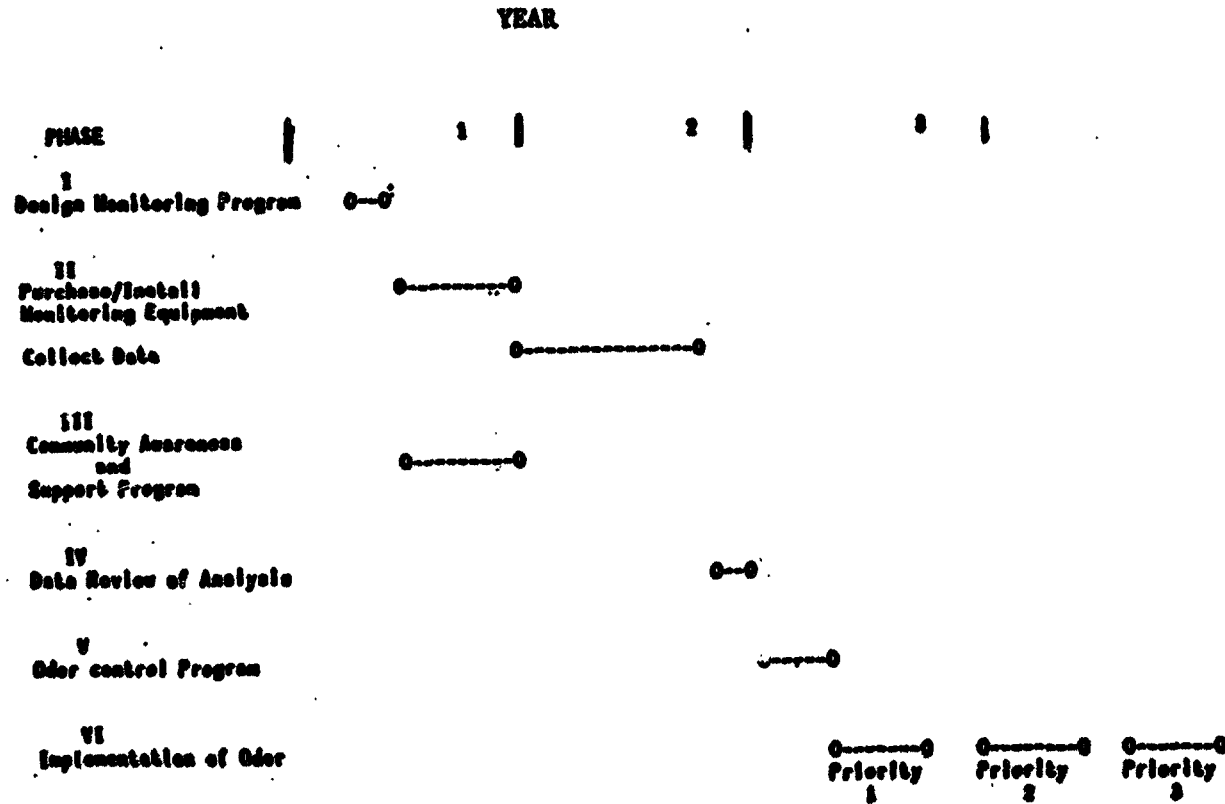 YEAR
PHASE 1 2 3
I
Design Monitoring Program
II
Purchase/Install
Monitoring Equipment
Collect Data
III
Community Awareness
and
Support Program
IV
Data Review of Analysis
V
Odor control Program
VI
Implementation of Odor
Priority Priority Priority
1 2 3